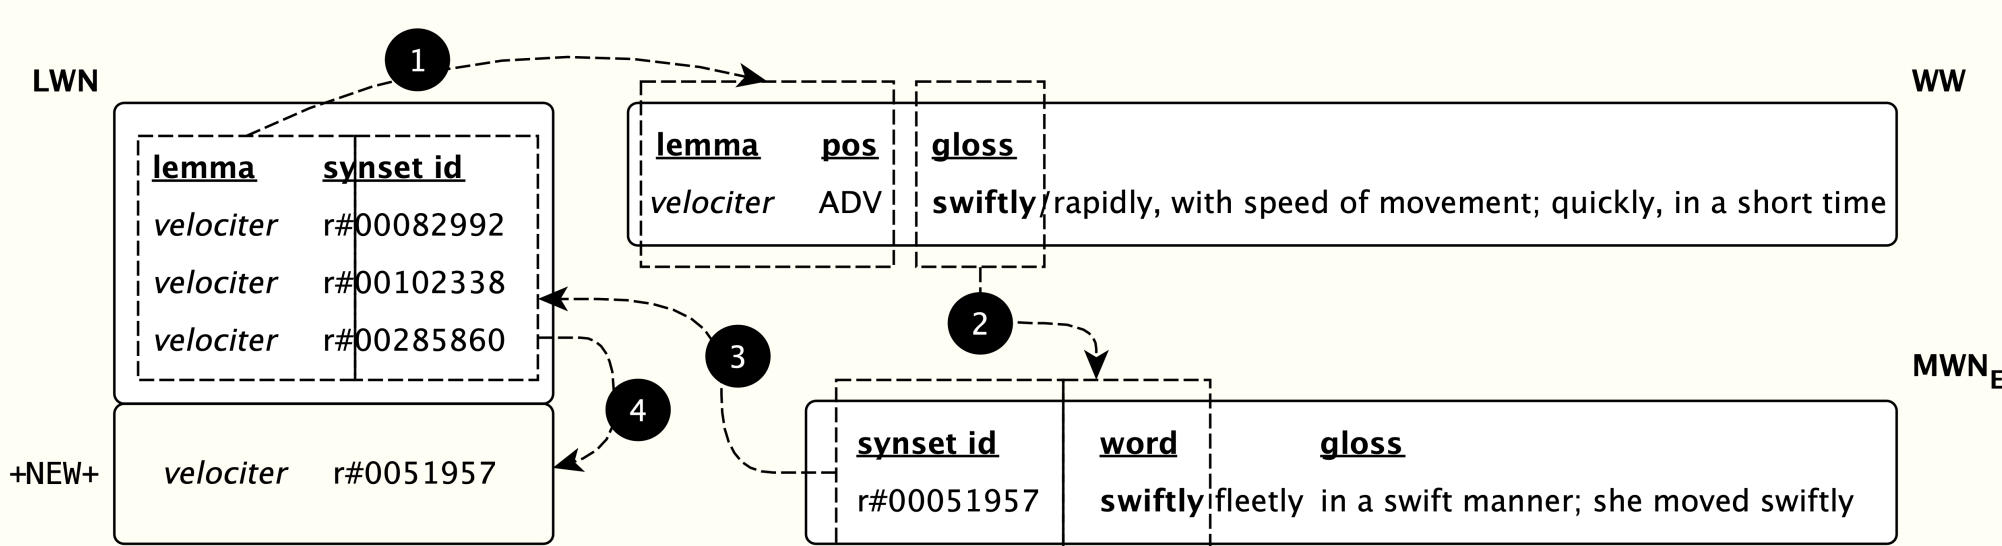 1
LWN
WW
lemma synset id
velociter r#00082992
velociter r#00102338
velociter r#00285860
lemma pos gloss
velociter ADV swiftly/rapidly, with speed of movement; quickly, in a short time
2
3
4
MWN
synset id word gloss
r#00051957 swiftly fleetly in a swift manner; she moved swiftly
+NEW+ velociter r#0051957